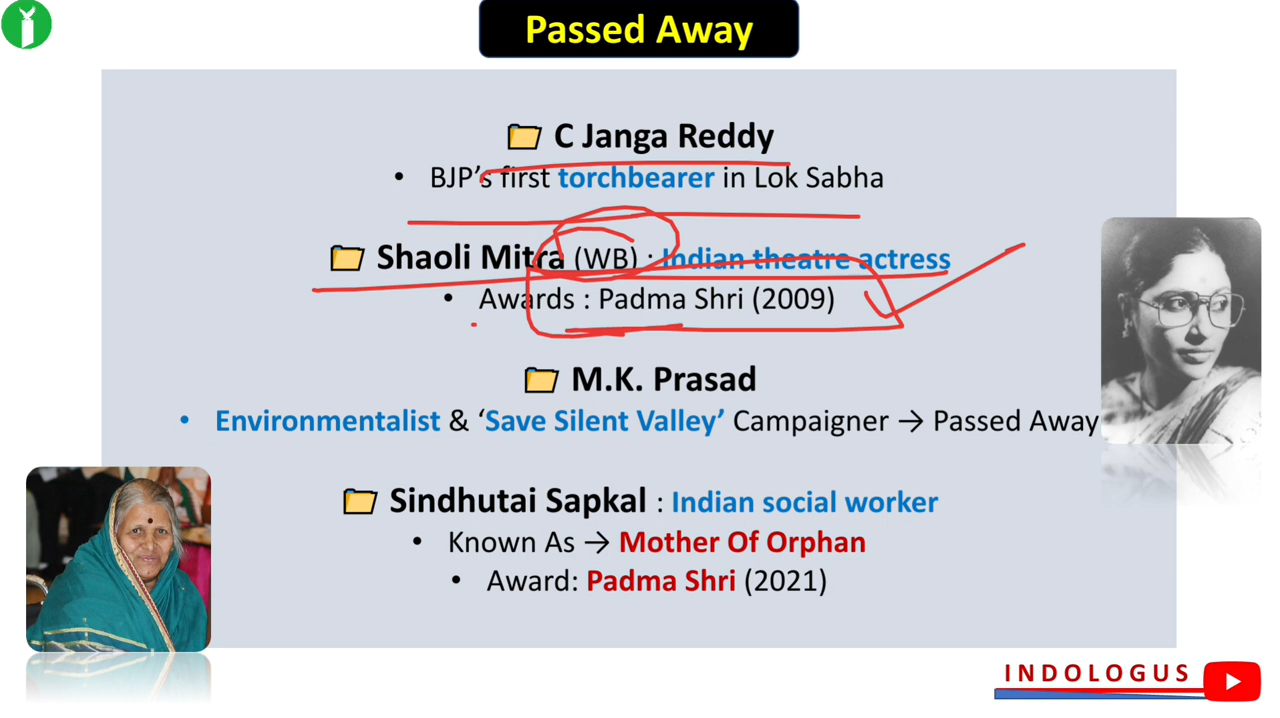 Passed Away
C Janga Reddy
• BJP's first torchbearer in Lok Sabha
Shaoli Mitra (WB) : Indian theatre actress
• Awards : Padma Shri (2009)
M.K. Prasad
• Environmentalist & ‘Save Silent Valley’ Campaigner → Passed Away
Sindhutai Sapkal : Indian social worker
• Known As → Mother Of Orphan
• Award: Padma Shri (2021)
INDOLOGUS